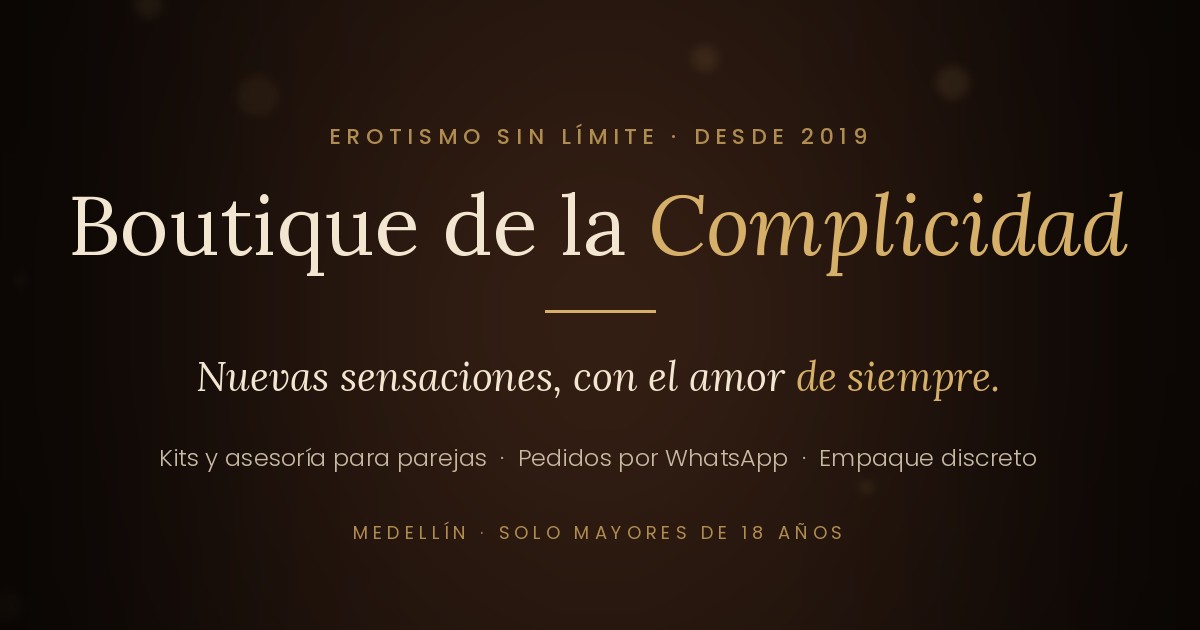 EROTISMO SIN LÍMITE · DESDE 2019
Boutique de la Complicidad
Nuevas sensaciones, con el amor de siempre.
Kits y asesoría para parejas · Pedidos por WhatsApp · Empaque discreto
MEDELLÍN · SOLO MAYORES DE 18 AÑOS